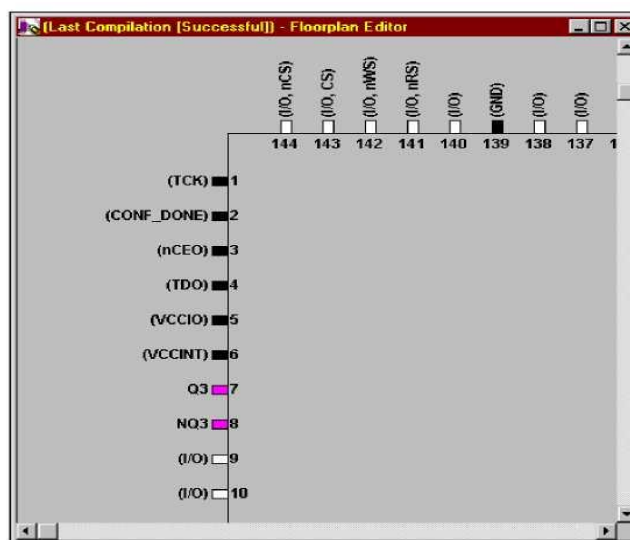 (Last Compilation [Successful]) - Floorplan Editor
(I/O, nCS)
(I/O, CS)
(I/O, nWS)
(I/O, nRS)
(I/O)
(GND)
(I/O)
(I/O)
144 143 142 141 140 139 138 137
(TCK) 1
(CONF_DONE) 2
(nCEO) 3
(TDO) 4
(VCCIO) 5
(VCCINT) 6
Q3 7
NQ3 8
(I/O) 9
(I/O) 10